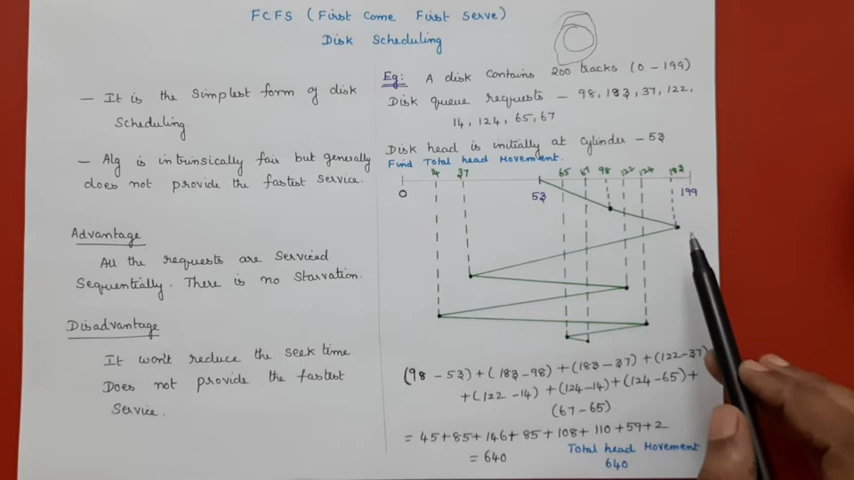 FCFS (First Come First Serve)
Disk Scheduling
- It is the simplest form of disk
Scheduling
- Alg is intrinsically fair but generally
does not provide the fastest service.
Advantage
All the requests are serviced
Sequentially. There is no Starvation.
Disadvantage
It won't reduce the seek time
Does not provide the fastest
Service.
Eg: A disk contains 200 tracks (0 - 199)
Disk queue requests - 98, 183, 37, 122,
14, 124, 65, 67
Disk head is initially at Cylinder - 53
Find Total head Movement.
14 37 65 67 98 122 124 183
0 53 199
(98 - 53) + (183 - 98) + (183 - 37) + (122 - 37)
+ (122 - 14) + (124 - 14) + (124 - 65) +
(67 - 65)
= 45 + 85 + 146 + 85 + 108 + 110 + 59 + 2
= 640
Total head Movement
640